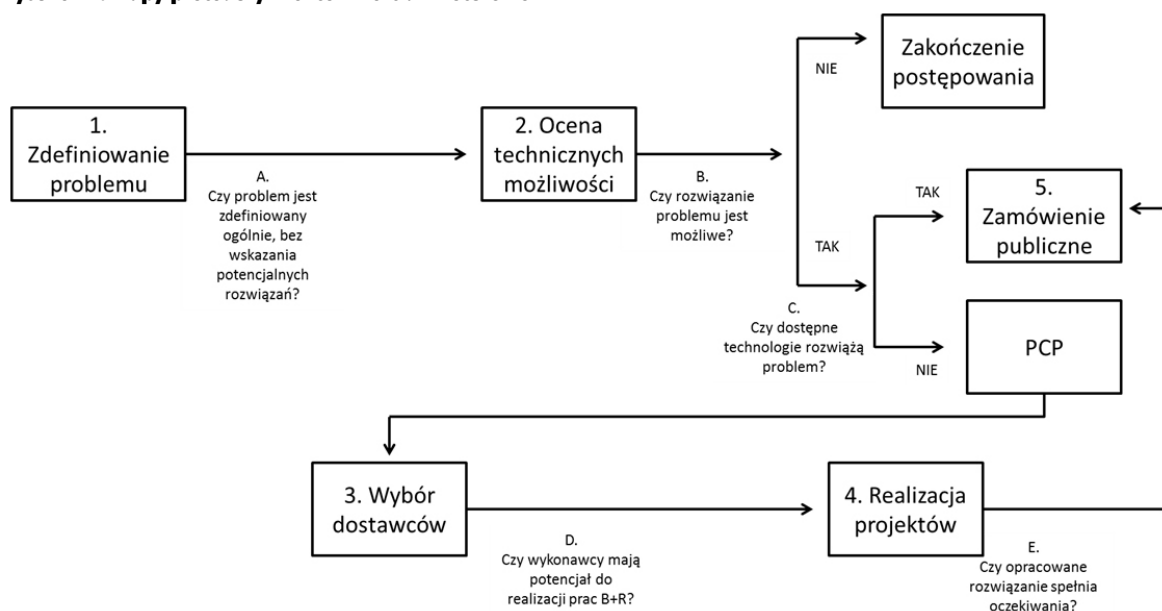 Zakończenie
postępowania
NIE
1.
Zdefiniowanie
problemu
2. Ocena
technicznych
możliwości
A.
Czy problem jest
zdefiniowany
ogólnie, bez
wskazania
potencjalnych
rozwiązań?
B.
Czy rozwiązanie
problemu jest
możliwe?
TAK
TAK
5.
Zamówienie
publiczne
C.
Czy dostępne
technologie rozwiążą
problem?
NIE
PCP
3. Wybór
dostawców
4. Realizacja
projektów
D.
Czy wykonawcy mają
potencjał do
realizacji prac B+R?
E.
Czy opracowane
rozwiązanie spełnia
oczekiwania?